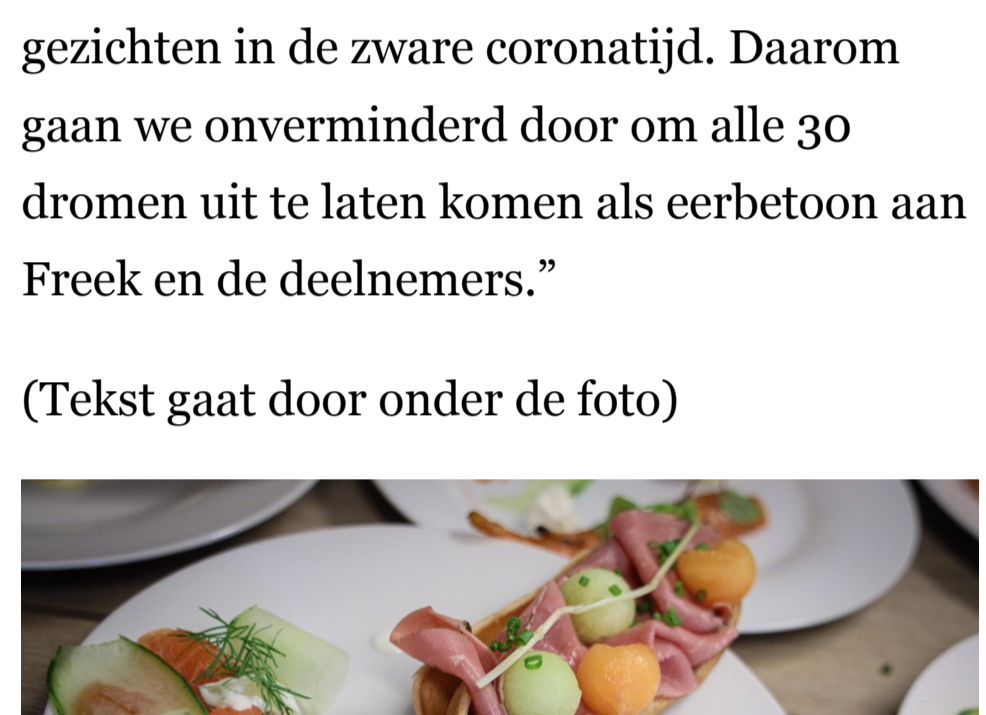 gezichten in de zware coronatijd. Daarom
gaan we onverminderd door om alle 30
dromen uit te laten komen als eerbetoon aan
Freek en de deelnemers.”
(Tekst gaat door onder de foto)